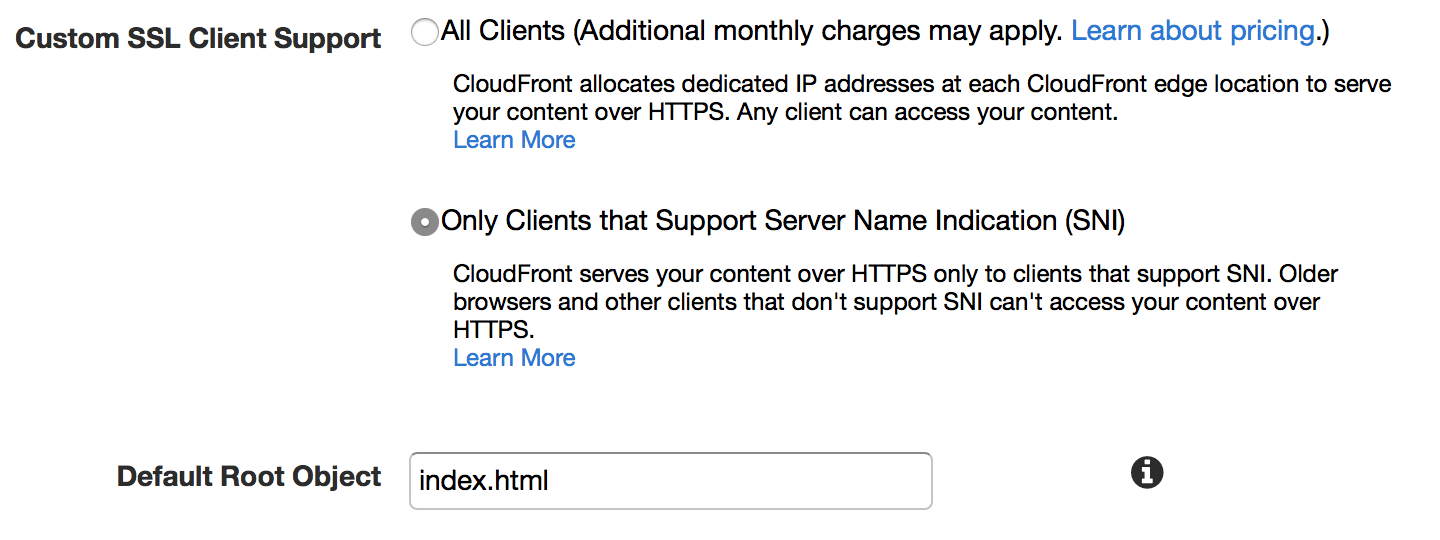 Custom SSL Client Support
All Clients (Additional monthly charges may apply. Learn about pricing.)
CloudFront allocates dedicated IP addresses at each CloudFront edge location to serve
your content over HTTPS. Any client can access your content.
Learn More
Only Clients that Support Server Name Indication (SNI)
CloudFront serves your content over HTTPS only to clients that support SNI. Older
browsers and other clients that don't support SNI can't access your content over
HTTPS.
Learn More
Default Root Object
index.html